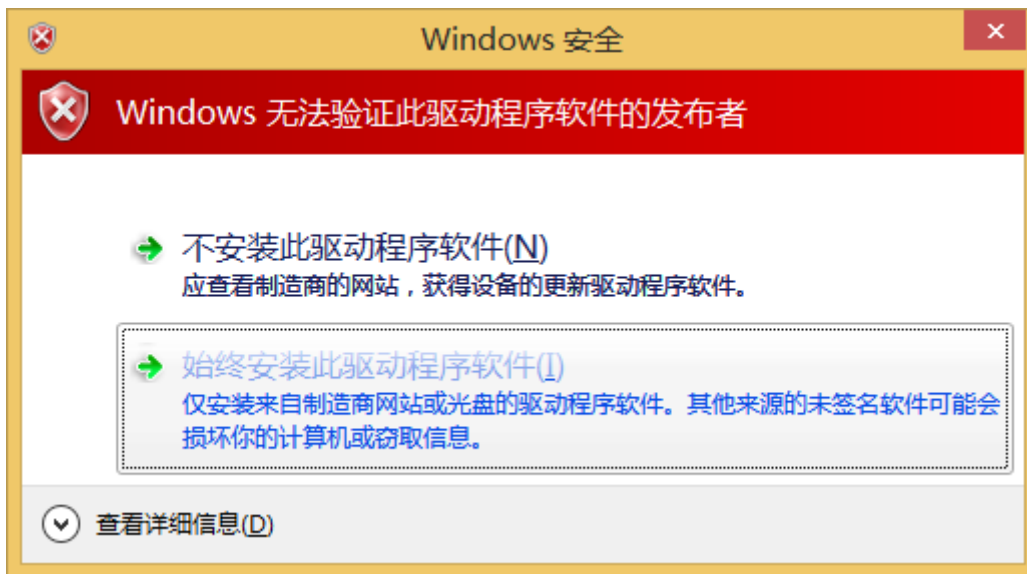 Windows 安全
Windows 无法验证此驱动程序软件的发布者
不安装此驱动程序软件(N)
应查看制造商的网站，获得设备的更新驱动程序软件。
始终安装此驱动程序软件(I)
仅安装来自制造商网站或光盘的驱动程序软件。其他来源的未签名软件可能会
损坏你的计算机或窃取信息。
查看详细信息(D)